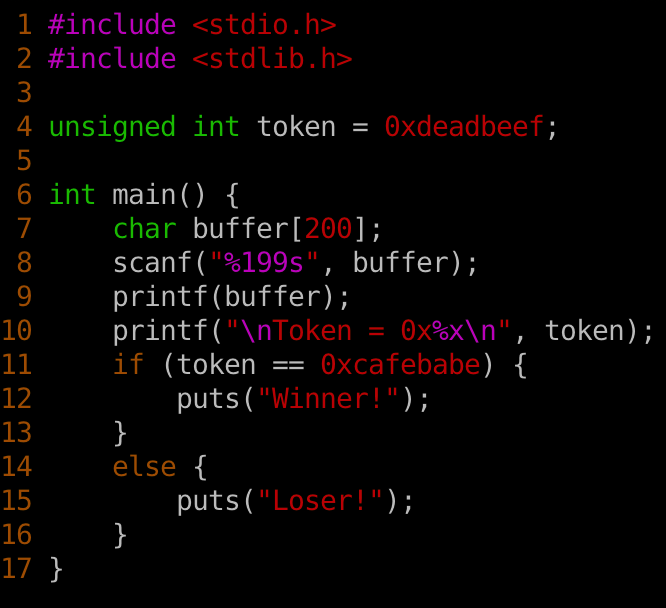 1 #include <stdio.h>
2 #include <stdlib.h>
3
4 unsigned int token = 0xdeadbeef;
5
6 int main() {
7     char buffer[200];
8     scanf("%199s", buffer);
9     printf(buffer);
10     printf("\nToken = 0x%x\n", token);
11     if (token == 0xcafebabe) {
12         puts("Winner!");
13     }
14     else {
15         puts("Loser!");
16     }
17 }